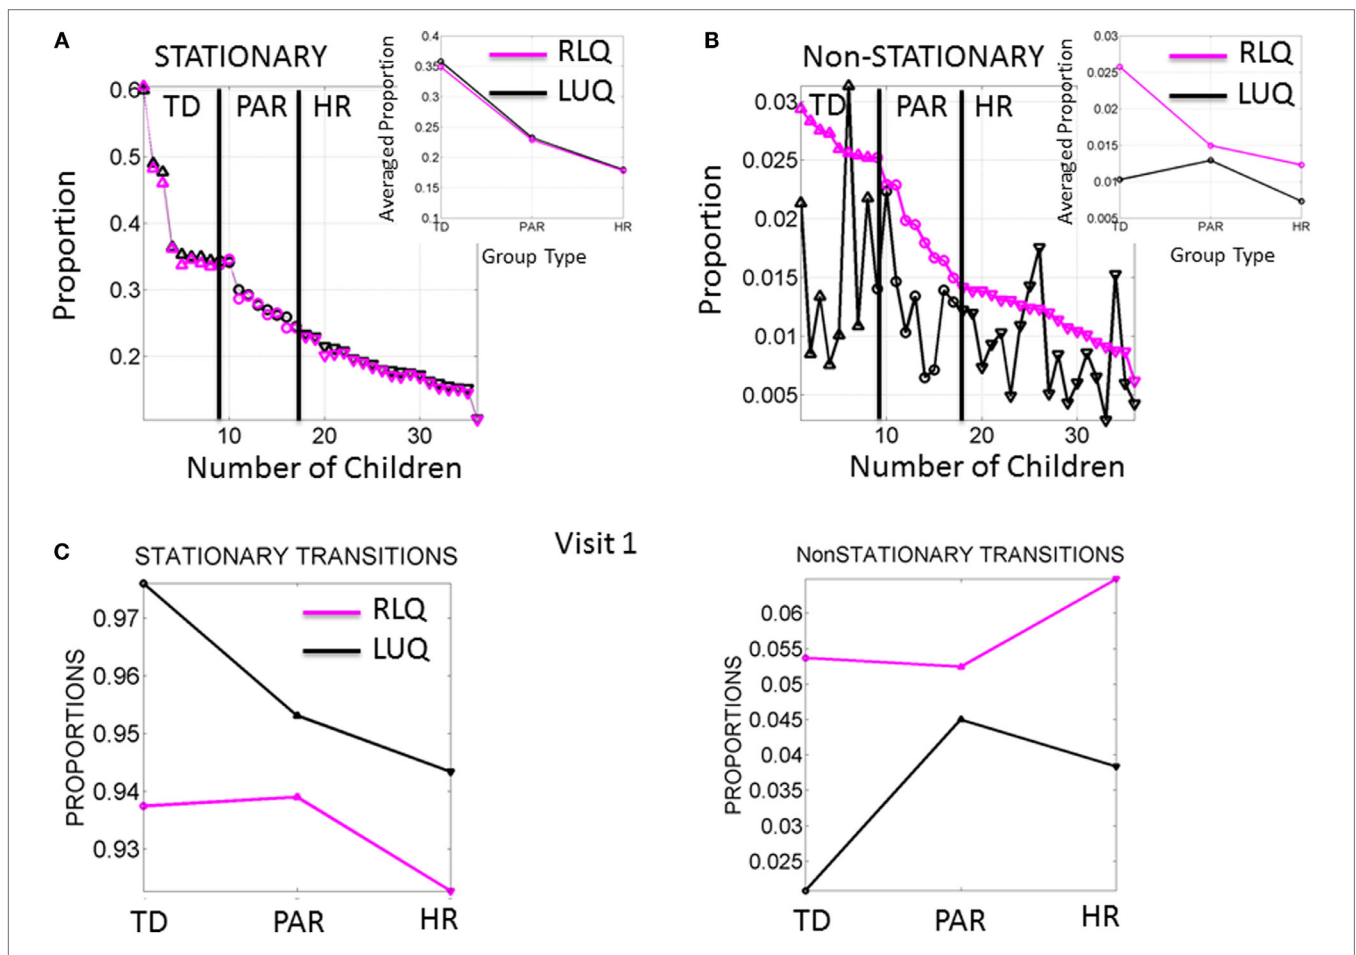 A
STATIONARY
TD PAR HR
0.6
0.5
0.4
0.3
0.2
Proportion
10 20 30
Number of Children
RLQ
LUQ
0.4
0.35
0.3
0.25
0.2
0.15
0.1
Averaged Proportion
TD PAR HR
Group Type
B
Non-STATIONARY
TD PAR HR
0.03
0.025
0.02
0.015
0.01
0.005
Proportion
10 20 30
Number of Children
RLQ
LUQ
0.03
0.025
0.02
0.015
0.01
0.005
Averaged Proportion
TD PAR HR
Group Type
C
Visit 1
STATIONARY TRANSITIONS
RLQ
LUQ
0.97
0.96
0.95
0.94
0.93
PROPORTIONS
TD PAR HR
NonSTATIONARY TRANSITIONS
0.06
0.055
0.05
0.045
0.04
0.035
0.03
0.025
PROPORTIONS
TD PAR HR